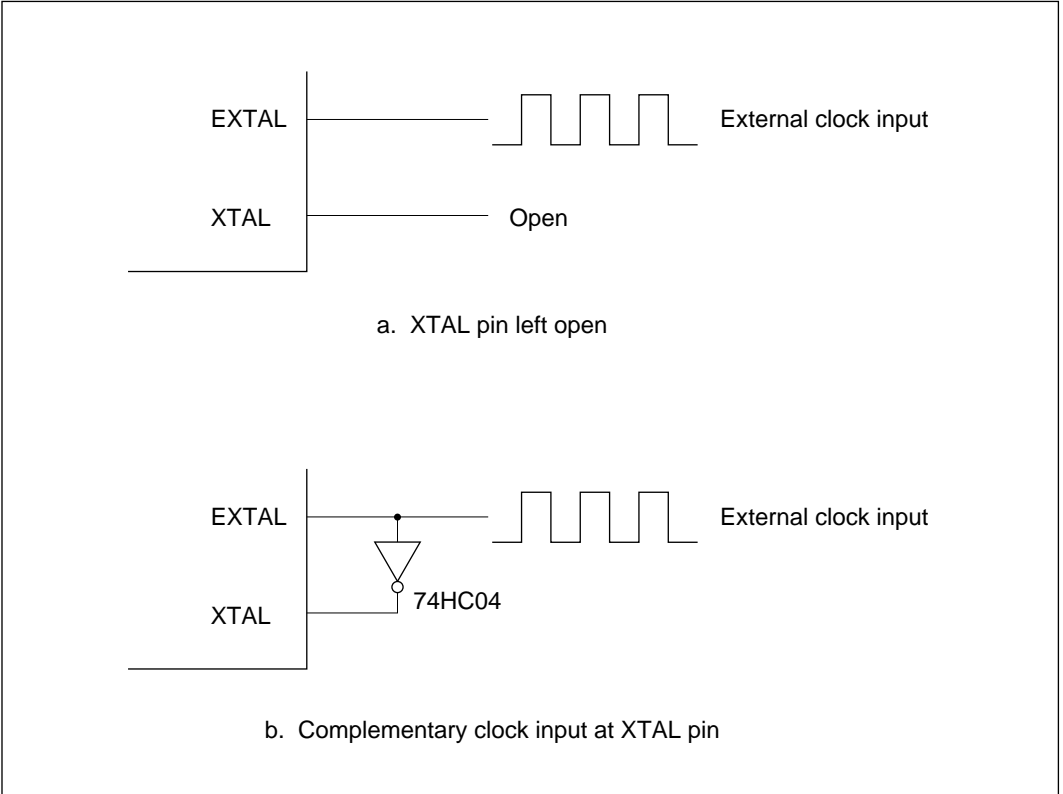 EXTAL
External clock input
XTAL
Open
a. XTAL pin left open
EXTAL
External clock input
74HC04
XTAL
b. Complementary clock input at XTAL pin